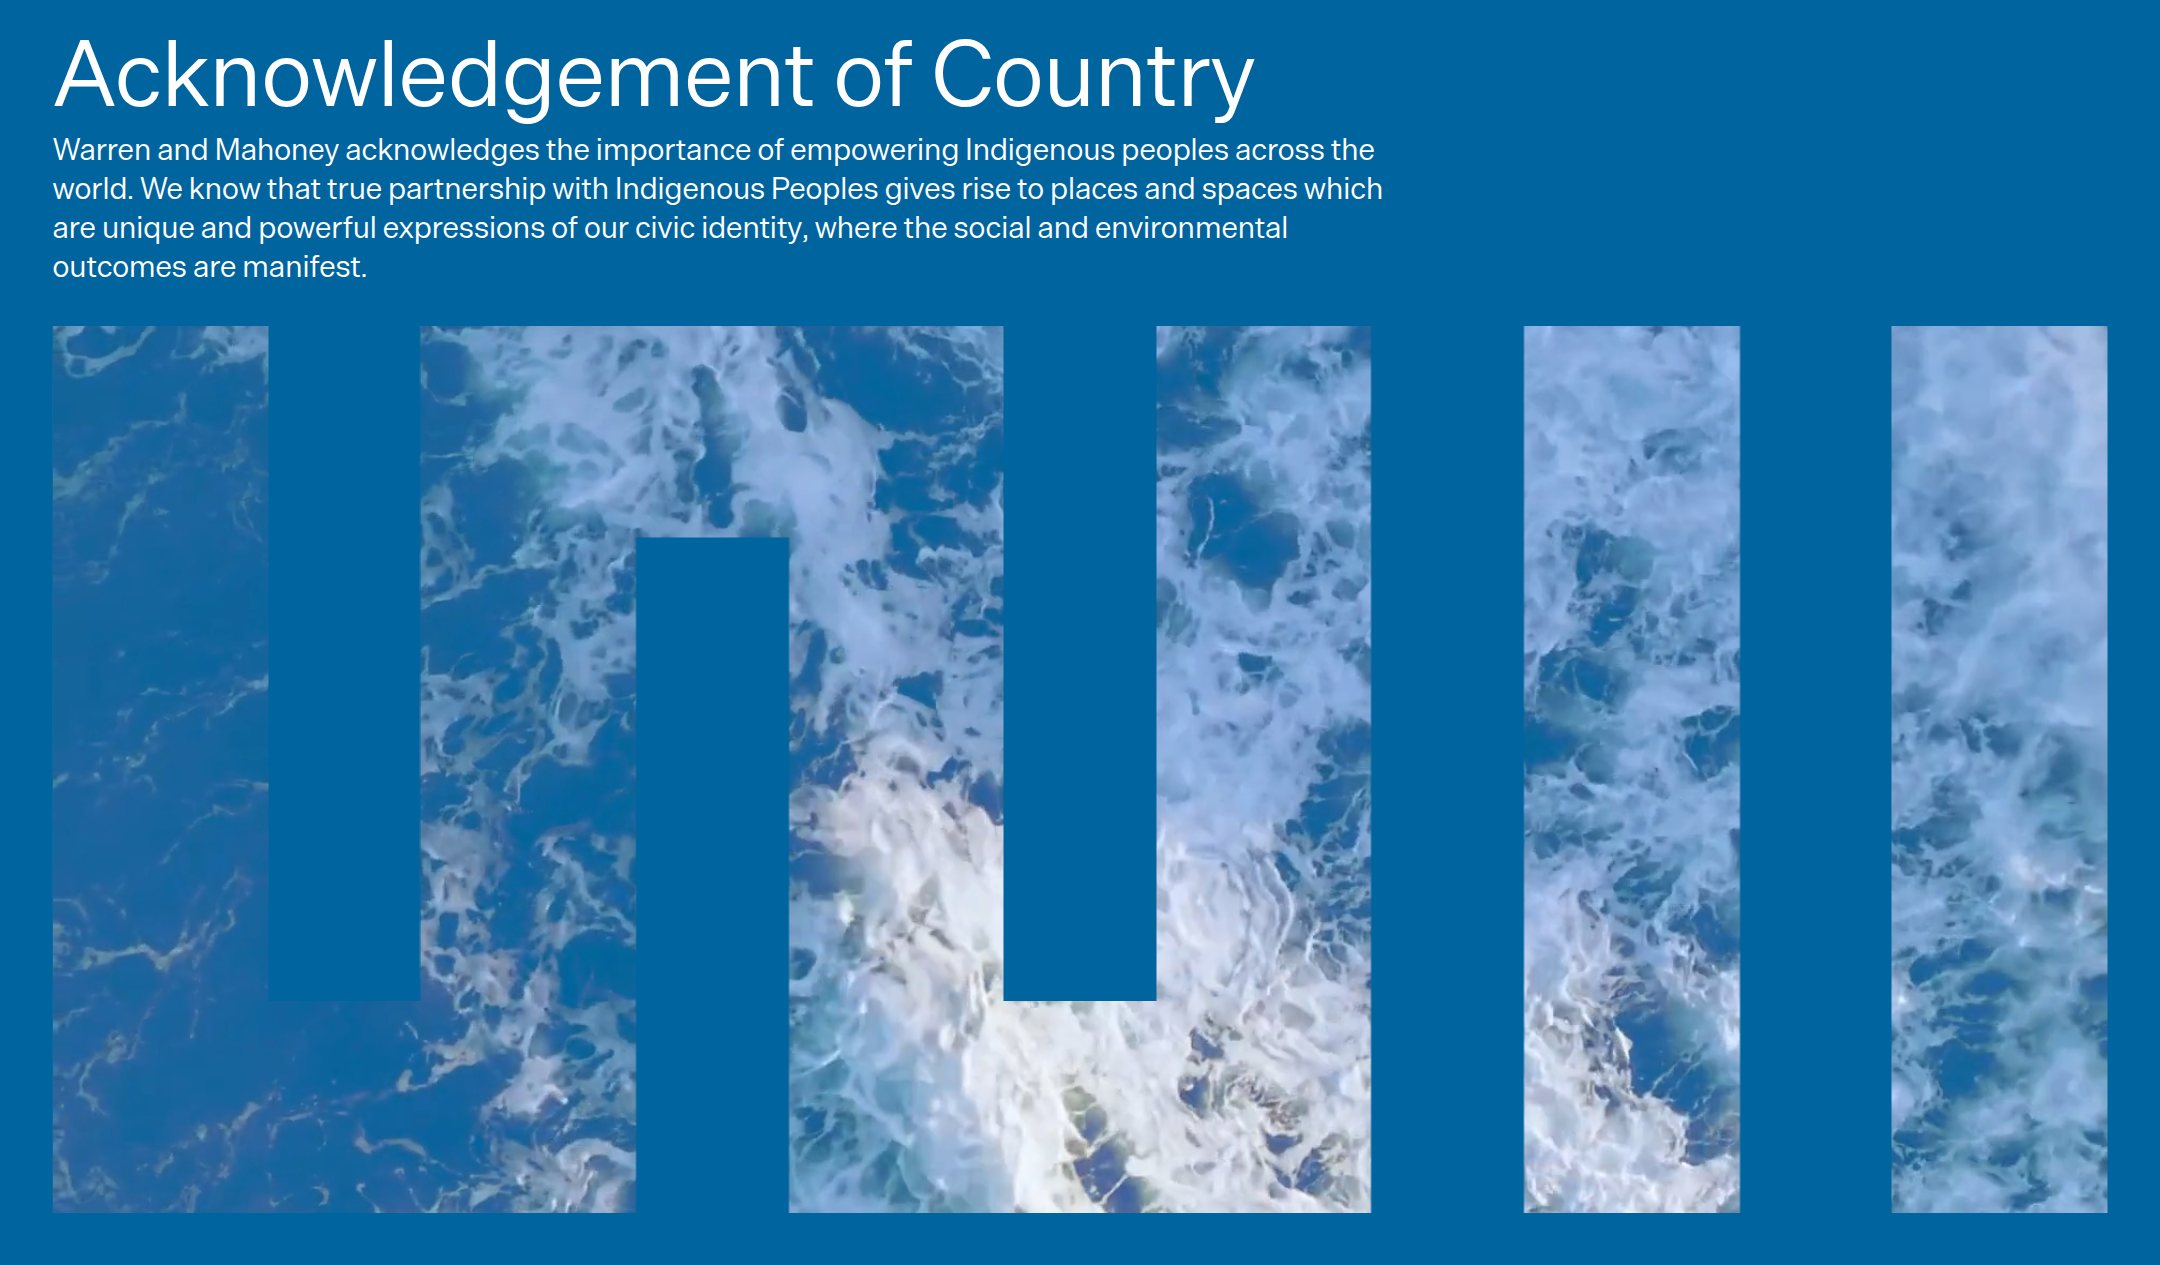 Acknowledgement of Country
Warren and Mahoney acknowledges the importance of empowering Indigenous peoples across the
world. We know that true partnership with Indigenous Peoples gives rise to places and spaces which
are unique and powerful expressions of our civic identity, where the social and environmental
outcomes are manifest.